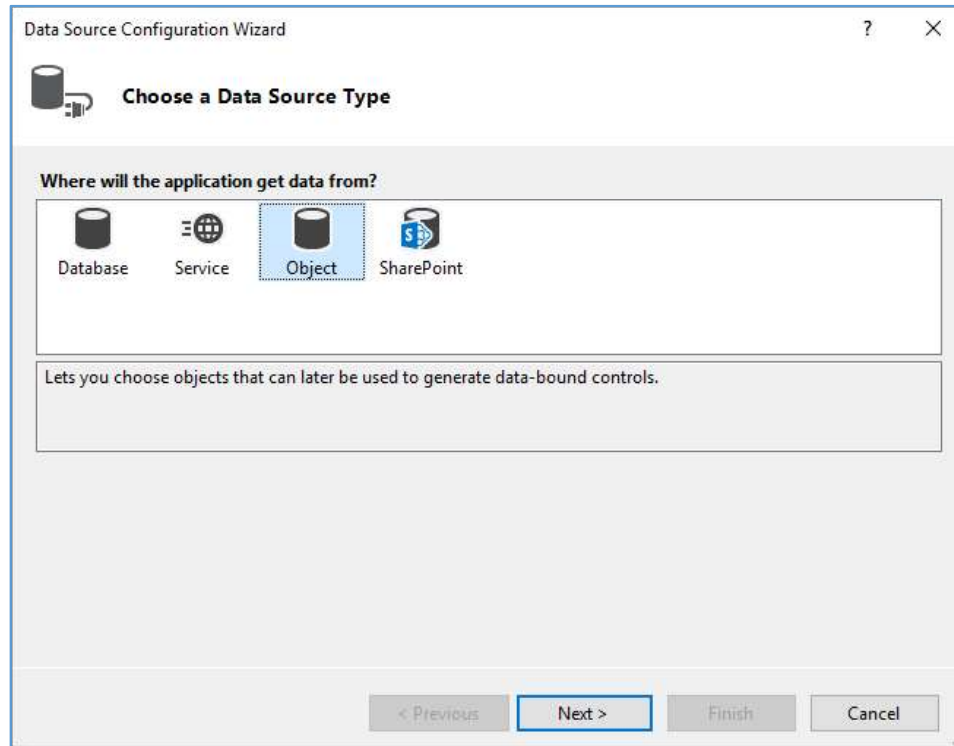 Data Source Configuration Wizard
?
Choose a Data Source Type
Where will the application get data from?
Database
Service
Object
S
SharePoint
Lets you choose objects that can later be used to generate data-bound controls.
< Previous
Next >
Finish
Cancel